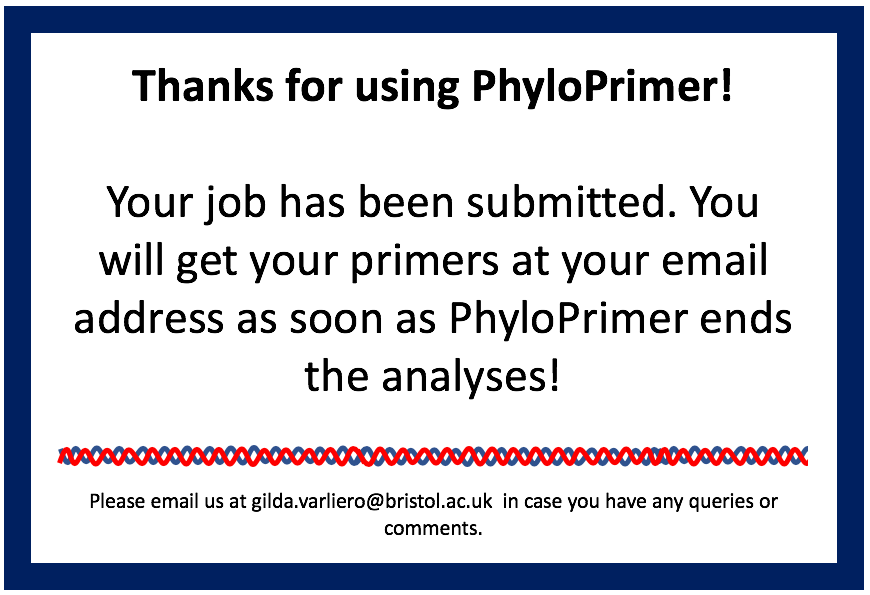 Thanks for using PhyloPrimer!
Your job has been submitted. You
will get your primers at your email
address as soon as PhyloPrimer ends
the analyses!
Please email us at gilda.varliero@bristol.ac.uk  in case you have any queries or
comments.